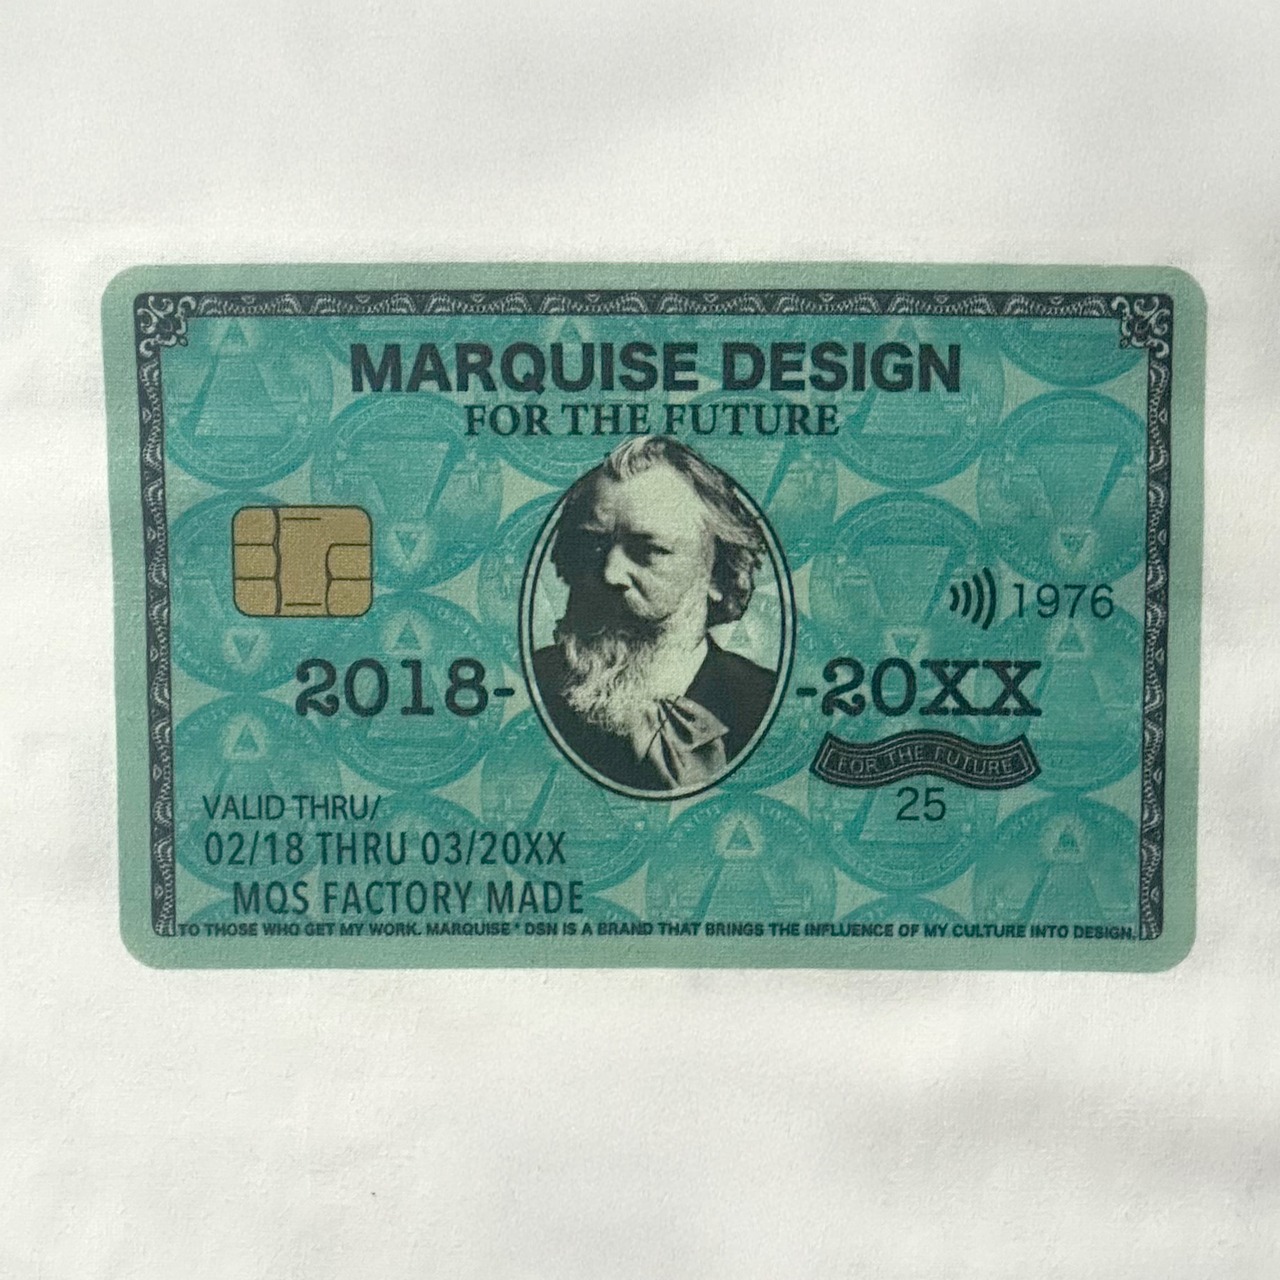 MARQUISE DESIGN
FOR THE FUTURE
1976
2018-
-20XX
FOR THE FUTURE
25
VALID THRU/
02/18 THRU 03/20XX
MQS FACTORY MADE
TO THOSE WHO GET MY WORK. MARQUISE * DSN IS A BRAND THAT BRINGS THE INFLUENCE OF MY CULTURE INTO DESIGN.